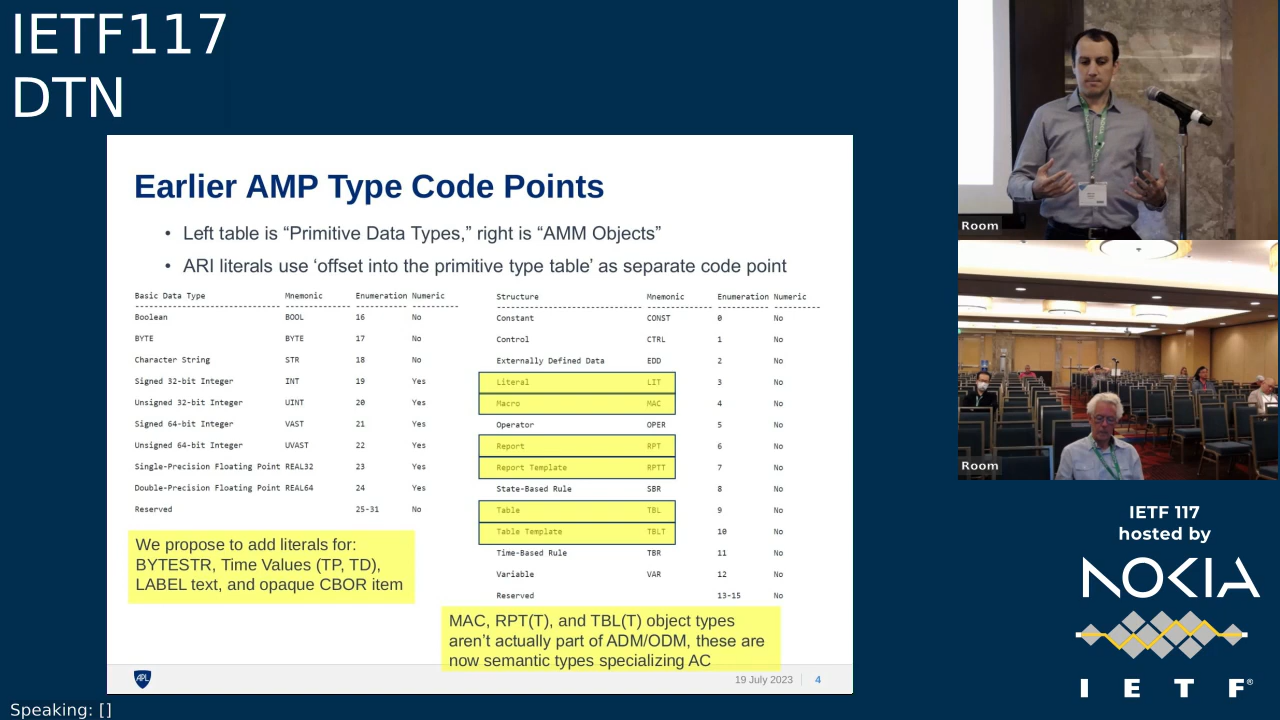 IETF117
DTN
Earlier AMP Type Code Points
• Left table is “Primitive Data Types,” right is “AMM Objects”
• ARI literals use ‘offset into the primitive type table’ as separate code point
Basic Data Type Mnemonic Enumeration Numeric
Boolean BOOL 16 No
BYTE BYTE 17 No
Character String STR 18 No
Signed 32-bit Integer INT 19 Yes
Unsigned 32-bit Integer UINT 20 Yes
Signed 64-bit Integer VAST 21 Yes
Unsigned 64-bit Integer UVAST 22 Yes
Single-Precision Floating Point REAL32 23 Yes
Double-Precision Floating Point REAL64 24 Yes
Reserved 25-31 No
We propose to add literals for:
BYTESTR, Time Values (TP, TD),
LABEL text, and opaque CBOR item
Structure Mnemonic Enumeration Numeric
Constant CONST 0 No
Control CTRL 1 No
Externally Defined Data EDD 2 No
Literal LIT 3 No
Macro MAC 4 No
Operator OPER 5 No
Report RPT 6 No
Report Template RPTT 7 No
State-Based Rule SBR 8 No
Table TBL 9 No
Table Template TBLT 10 No
Time-Based Rule TBR 11 No
Variable VAR 12 No
Reserved 13-15 No
MAC, RPT(T), and TBL(T) object types
aren’t actually part of ADM/ODM, these are
now semantic types specializing AC
APL
19 July 2023 4
Room
Room
IETF 117
hosted by
NOKIA
IETF®
Speaking: []